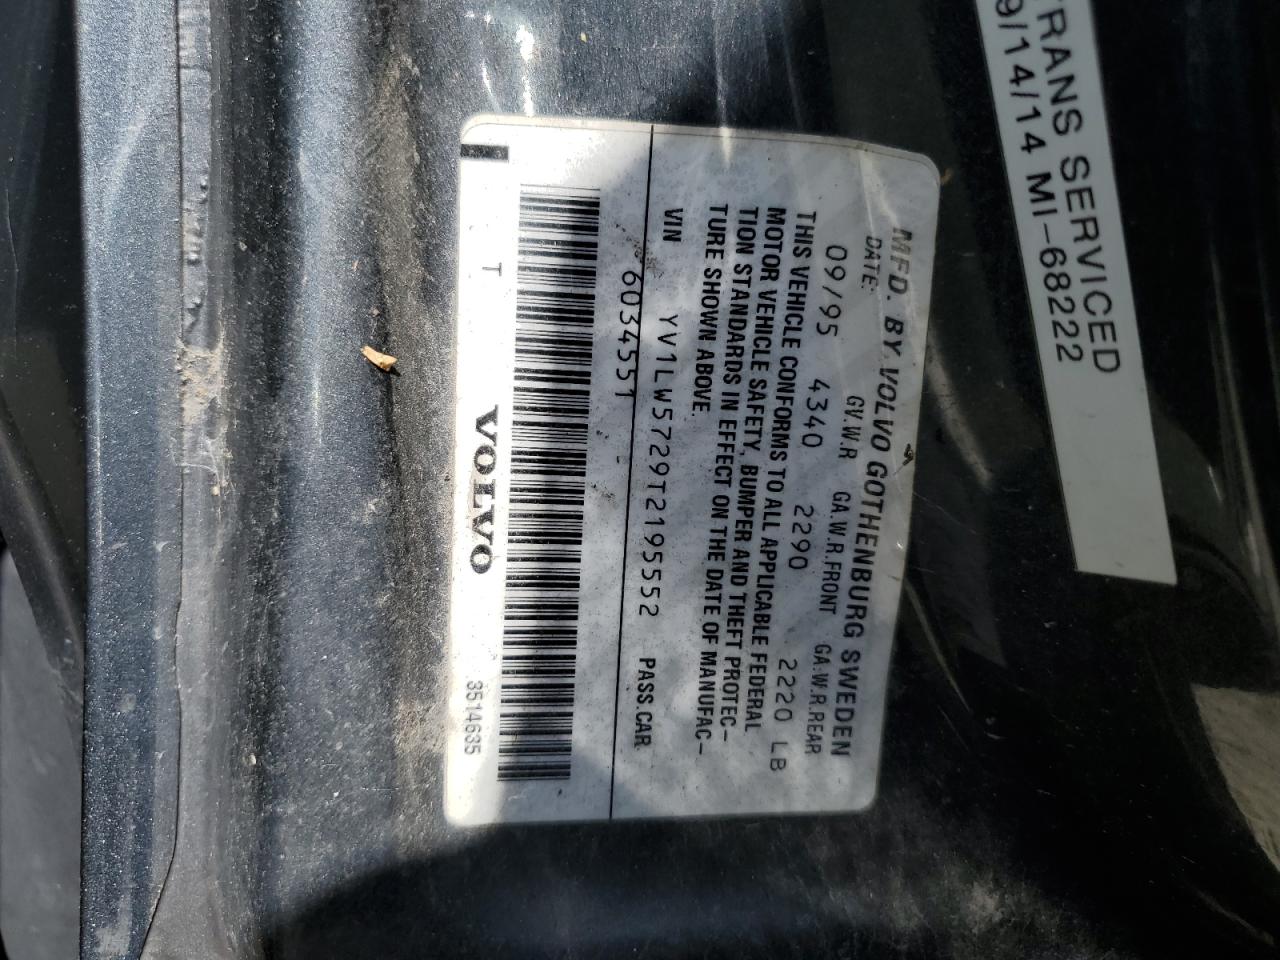 TRANS SERVICED
9/14/14 MI-68222
MFD. BY. VOLVO GOTHENBURG SWEDEN
DATE: GV.W.R GA.W.R.FRONT GA.W.R.REAR
09/95 4340 2290 2220 LB
THIS VEHICLE CONFORMS TO ALL APPLICABLE FEDERAL
MOTOR VEHICLE SAFETY, BUMPER AND THEFT PROTEC-
TION STANDARDS IN EFFECT ON THE DATE OF MANUFAC-
TURE SHOWN ABOVE.
VIN YV1LW5729T2195552 PASS.CAR
6034551
T VOLVO 3514635